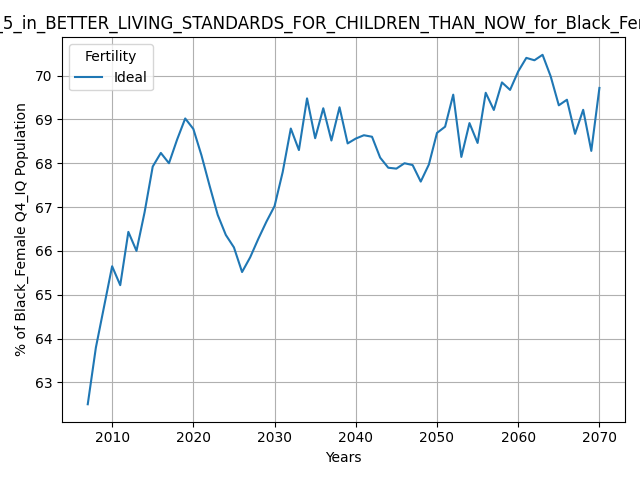 _5_in_BETTER_LIVING_STANDARDS_FOR_CHILDREN_THAN_NOW_for_Black_Fe
Fertility
Ideal
% of Black_Female Q4_IQ Population
70
69
68
67
66
65
64
63
2010 2020 2030 2040 2050 2060 2070
Years